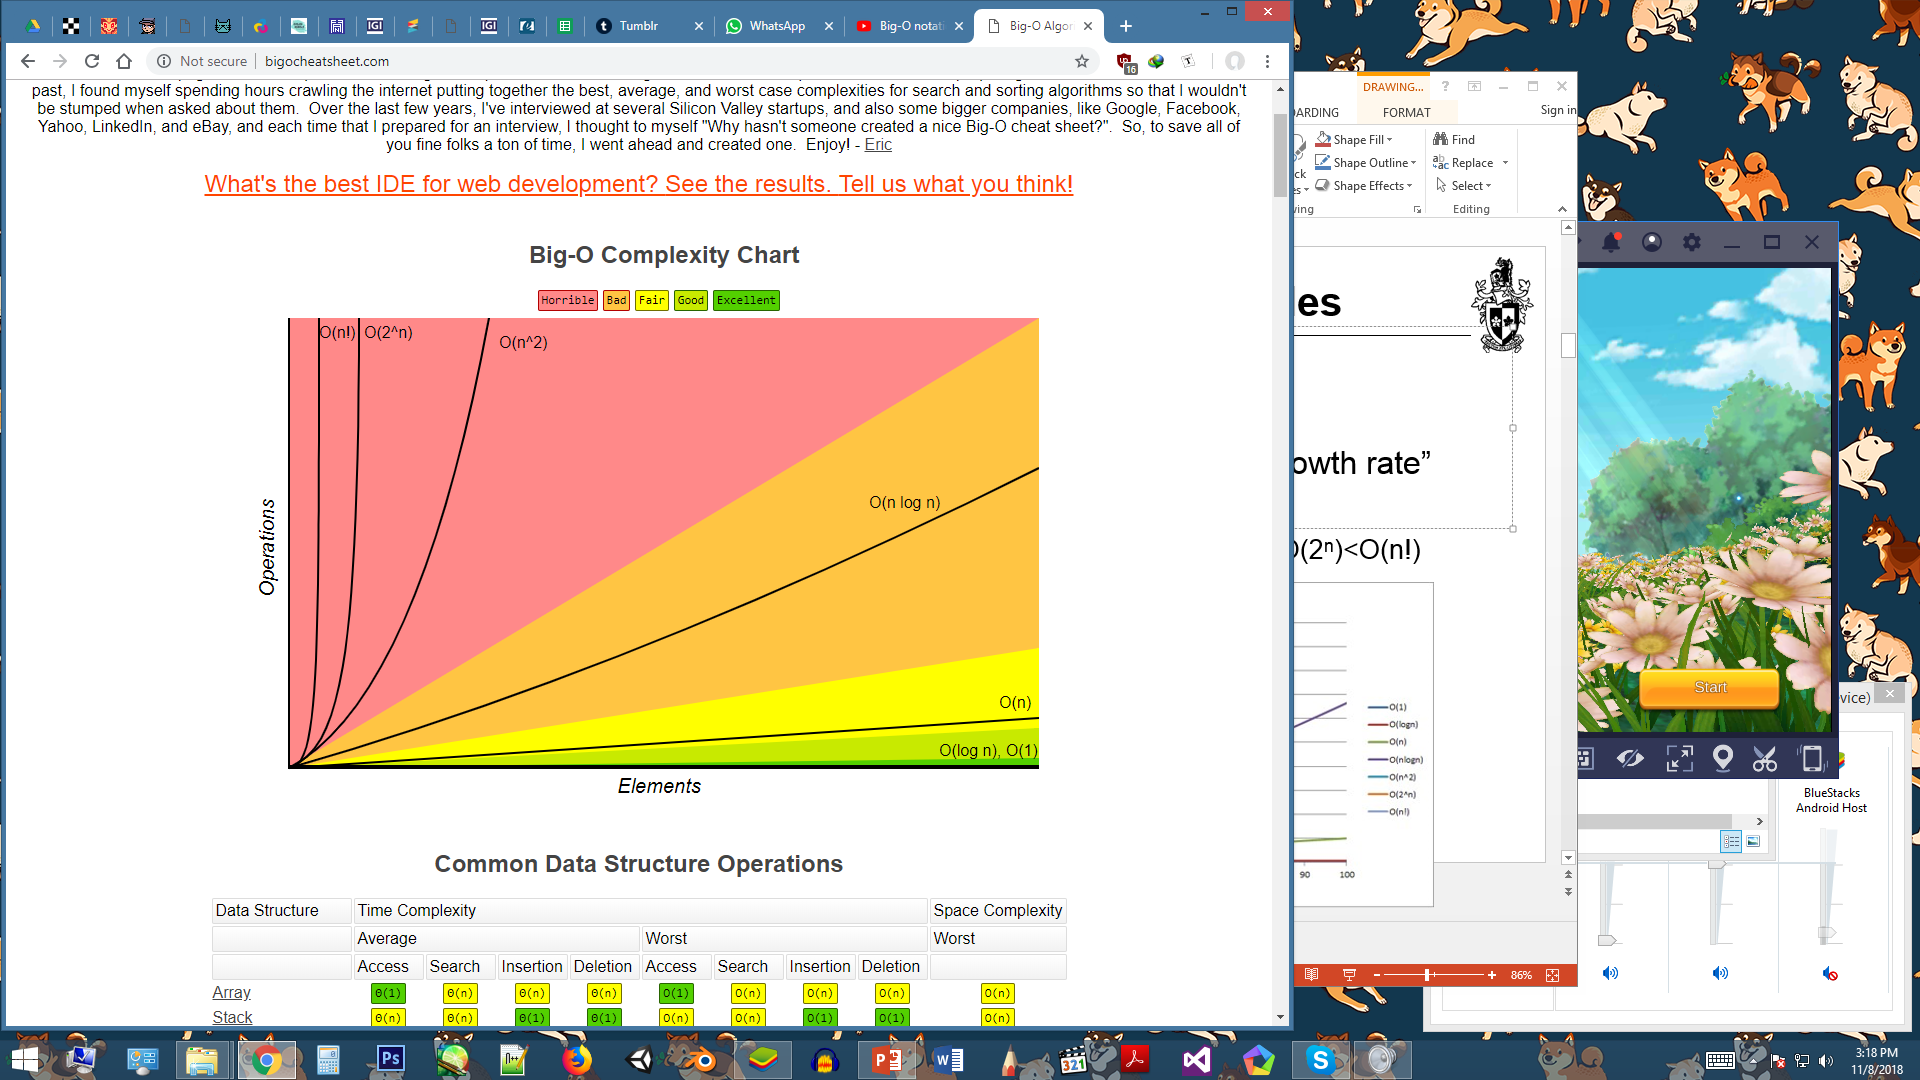 Tumblr
WhatsApp
Big-O notati
Big-O Algor
Not secure
bigocheatsheet.com
16
past, I found myself spending hours crawling the internet putting together the best, average, and worst case complexities for search and sorting algorithms so that I wouldn't
be stumped when asked about them. Over the last few years, I've interviewed at several Silicon Valley startups, and also some bigger companies, like Google, Facebook,
Yahoo, LinkedIn, and eBay, and each time that I prepared for an interview, I thought to myself "Why hasn't someone created a nice Big-O cheat sheet?". So, to save all of
you fine folks a ton of time, I went ahead and created one. Enjoy! - Eric
What's the best IDE for web development? See the results. Tell us what you think!
Big-O Complexity Chart
Horrible Bad Fair Good Excellent
O(n!) O(2^n)
O(n^2)
O(n log n)
O(n)
O(log n), O(1)
Operations
Elements
Common Data Structure Operations
Data Structure Time Complexity Space Complexity
Average Worst Worst
Access Search Insertion Deletion Access Search Insertion Deletion
Array Θ(1) Θ(n) Θ(n) Θ(n) O(1) O(n) O(n) O(n) O(n)
Stack Θ(n) Θ(n) Θ(1) Θ(1) O(n) O(n) O(1) O(1) O(n)
DRAWING...
ARDING
FORMAT
Sign in
Shape Fill
Shape Outline
Shape Effects
Find
Replace
Select
ving
Editing
es
owth rate”
O(2ⁿ)<O(n!)
O(1)
O(logn)
O(n)
O(nlogn)
O(n^2)
O(2^n)
O(n!)
90 100
86%
Start
evice)
BlueStacks
Android Host
3:18 PM
11/8/2018